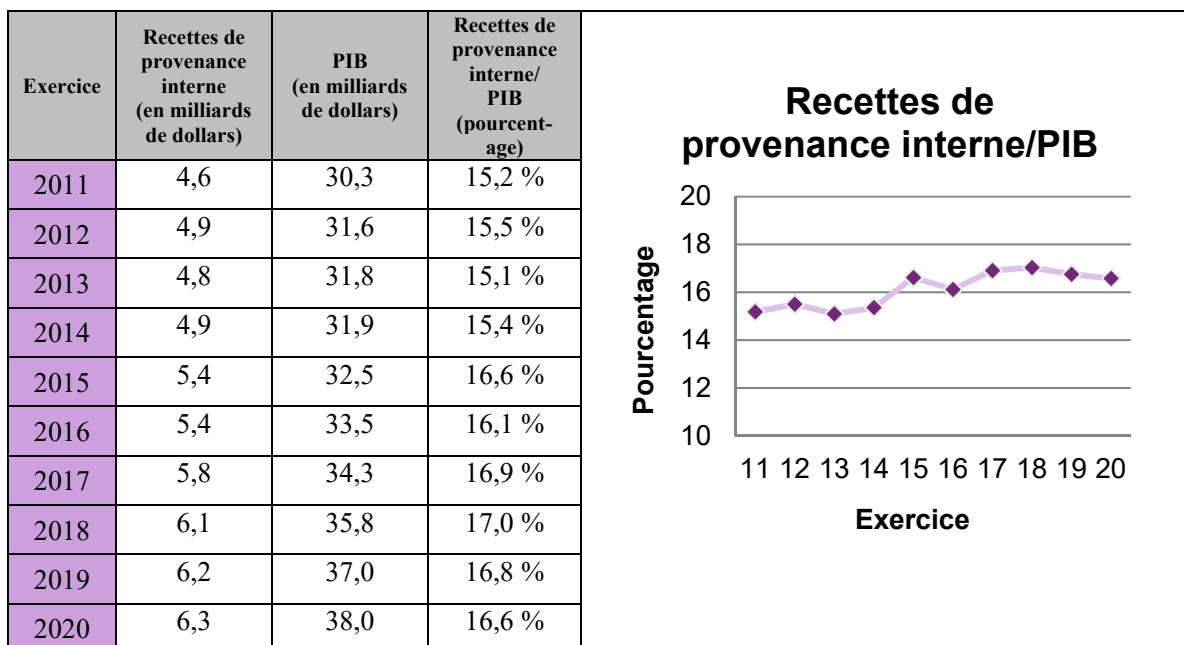 Exercice
Recettes de
provenance
interne
(en milliards
de dollars)
PIB
(en milliards
de dollars)
Recettes de
provenance
interne/
PIB
(pourcent-
age)
2011 4,6 30,3 15,2 %
2012 4,9 31,6 15,5 %
2013 4,8 31,8 15,1 %
2014 4,9 31,9 15,4 %
2015 5,4 32,5 16,6 %
2016 5,4 33,5 16,1 %
2017 5,8 34,3 16,9 %
2018 6,1 35,8 17,0 %
2019 6,2 37,0 16,8 %
2020 6,3 38,0 16,6 %
Recettes de
provenance interne/PIB
Pourcentage
20
18
16
14
12
10
11 12 13 14 15 16 17 18 19 20
Exercice